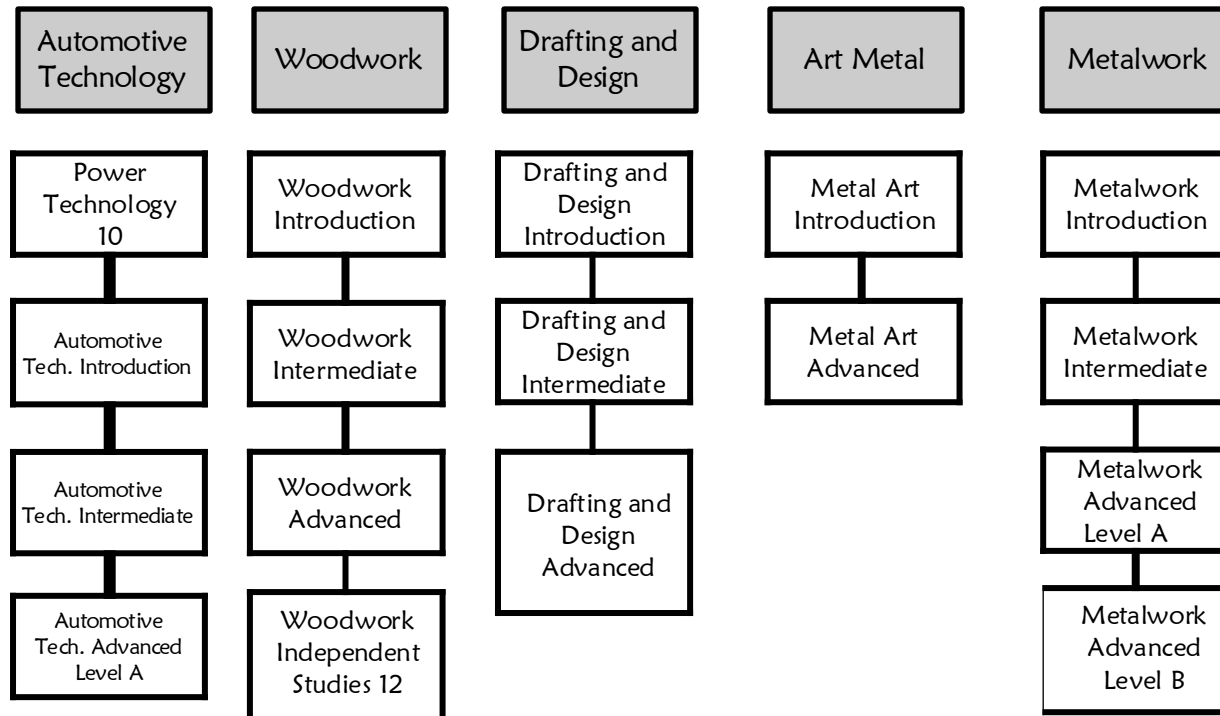 Automotive
Technology
Woodwork
Drafting and
Design
Art Metal
Metalwork
Power
Technology
10
Automotive
Tech. Introduction
Automotive
Tech. Intermediate
Automotive
Tech. Advanced
Level A
Woodwork
Introduction
Woodwork
Intermediate
Woodwork
Advanced
Woodwork
Independent
Studies 12
Drafting and
Design
Introduction
Drafting and
Design
Intermediate
Drafting and
Design
Advanced
Metal Art
Introduction
Metal Art
Advanced
Metalwork
Introduction
Metalwork
Intermediate
Metalwork
Advanced
Level A
Metalwork
Advanced
Level B